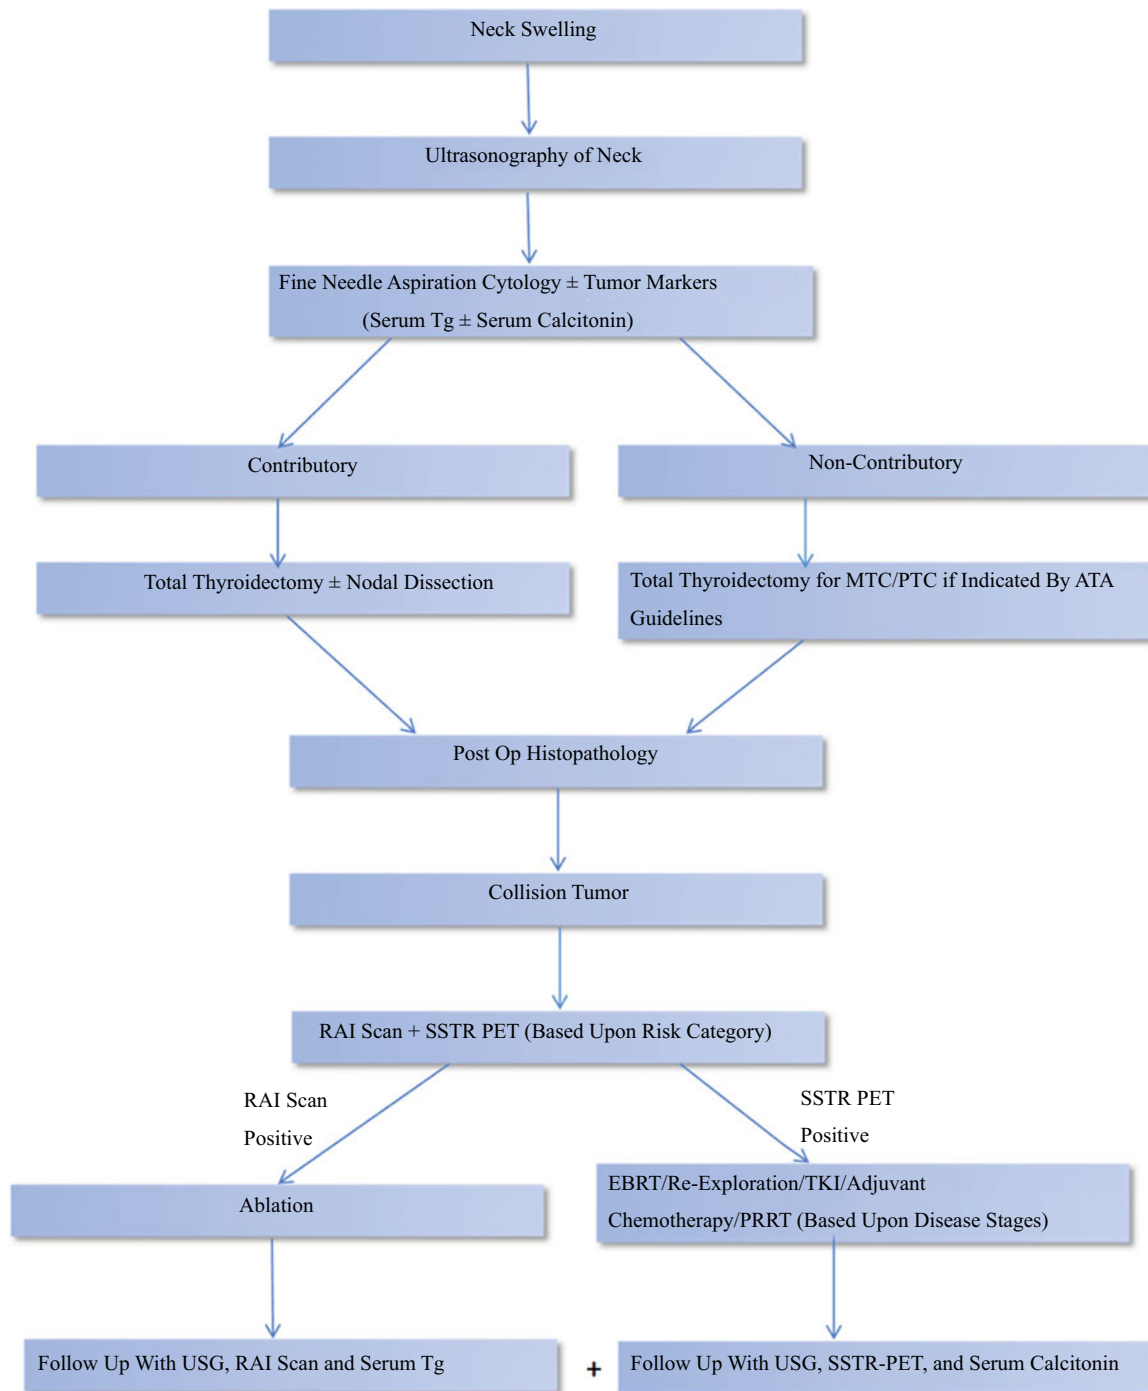 Neck Swelling
Ultrasonography of Neck
Fine Needle Aspiration Cytology ± Tumor Markers
(Serum Tg ± Serum Calcitonin)
Contributory
Non-Contributory
Total Thyroidectomy ± Nodal Dissection
Total Thyroidectomy for MTC/PTC if Indicated By ATA
Guidelines
Post Op Histopathology
Collision Tumor
RAI Scan + SSTR PET (Based Upon Risk Category)
RAI Scan
Positive
SSTR PET
Positive
Ablation
EBRT/Re-Exploration/TKI/Adjuvant
Chemotherapy/PRRT (Based Upon Disease Stages)
Follow Up With USG, RAI Scan and Serum Tg
+
Follow Up With USG, SSTR-PET, and Serum Calcitonin